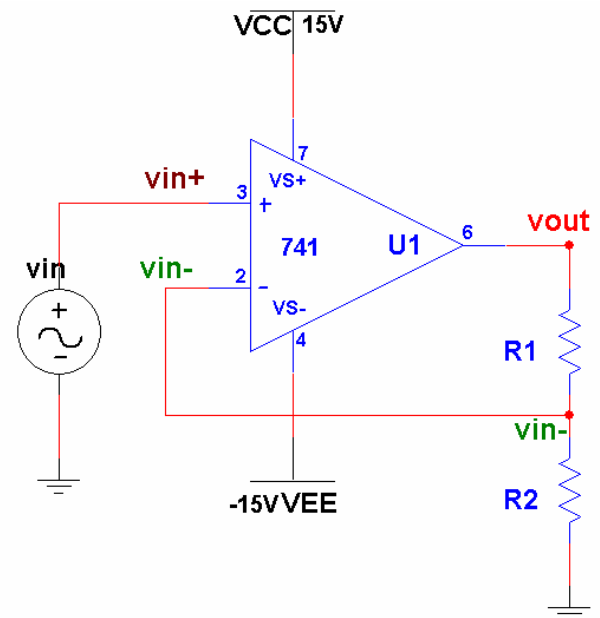 VCC 15V
7
vin+
VS+
3
+
vout
6
741
U1
vin
vin-
2
-
VS-
+
-
4
R1
vin-
-15VVEE
R2